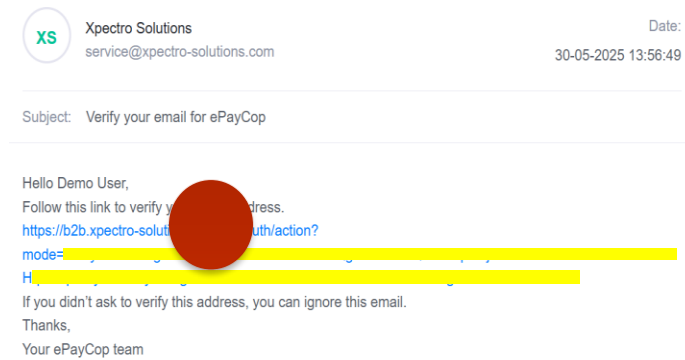 XS
Xpectro Solutions
service@xpectro-solutions.com
Date:
30-05-2025 13:56:49
Subject: Verify your email for ePayCop
Hello Demo User,
Follow this link to verify
https://b2b.xpectro-soluti uth/action?
mode=
H
If you didn’t ask to verify this address, you can ignore this email.
Thanks,
Your ePayCop team